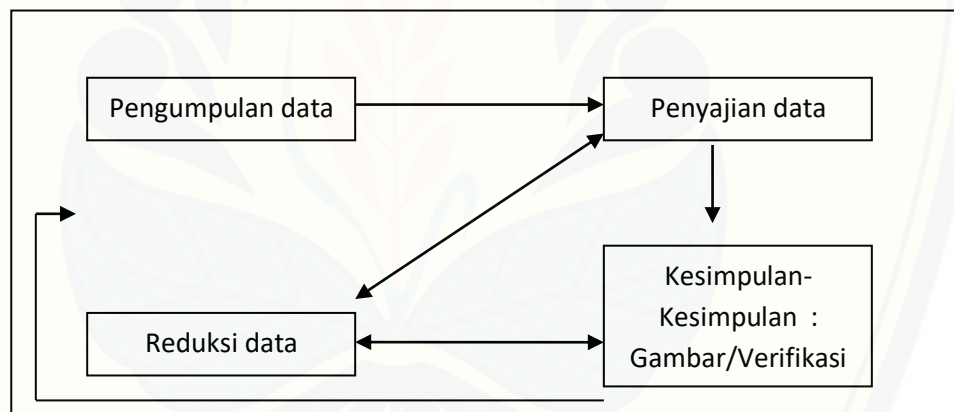 Pengumpulan data
Penyajian data
Reduksi data
Kesimpulan-
Kesimpulan :
Gambar/Verifikasi